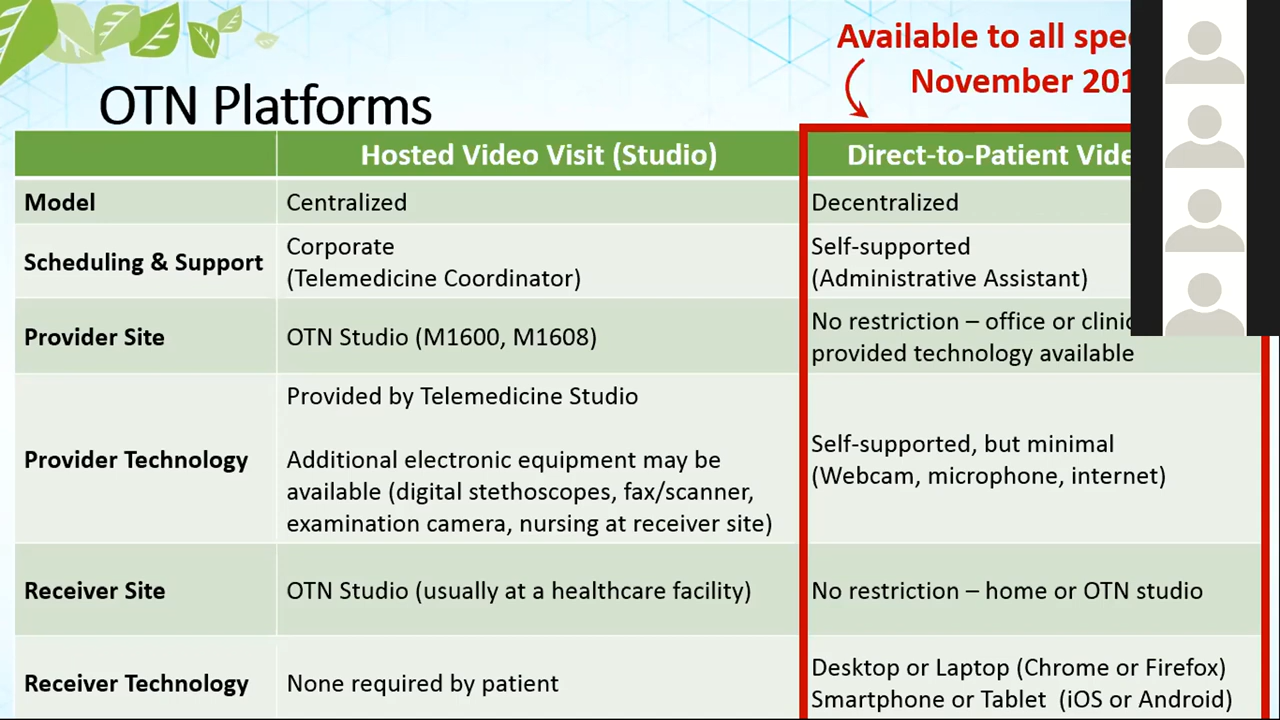 Available to all
November
OTN Platforms
Hosted Video Visit (Studio)
Direct-to-Patient
Model
Centralized
Decentralized
Scheduling & Support
Corporate
(Telemedicine Coordinator)
Self-supported
(Administrative Assistant)
Provider Site
OTN Studio (M1600, M1608)
No restriction – office or
provided technology available
Provider Technology
Provided by Telemedicine Studio
Additional electronic equipment may be
available (digital stethoscopes, fax/scanner,
examination camera, nursing at receiver site)
Self-supported, but minimal
(Webcam, microphone, internet)
Receiver Site
OTN Studio (usually at a healthcare facility)
No restriction – home or OTN studio
Receiver Technology
None required by patient
Desktop or Laptop (Chrome or Firefox)
Smartphone or Tablet (iOS or Android)